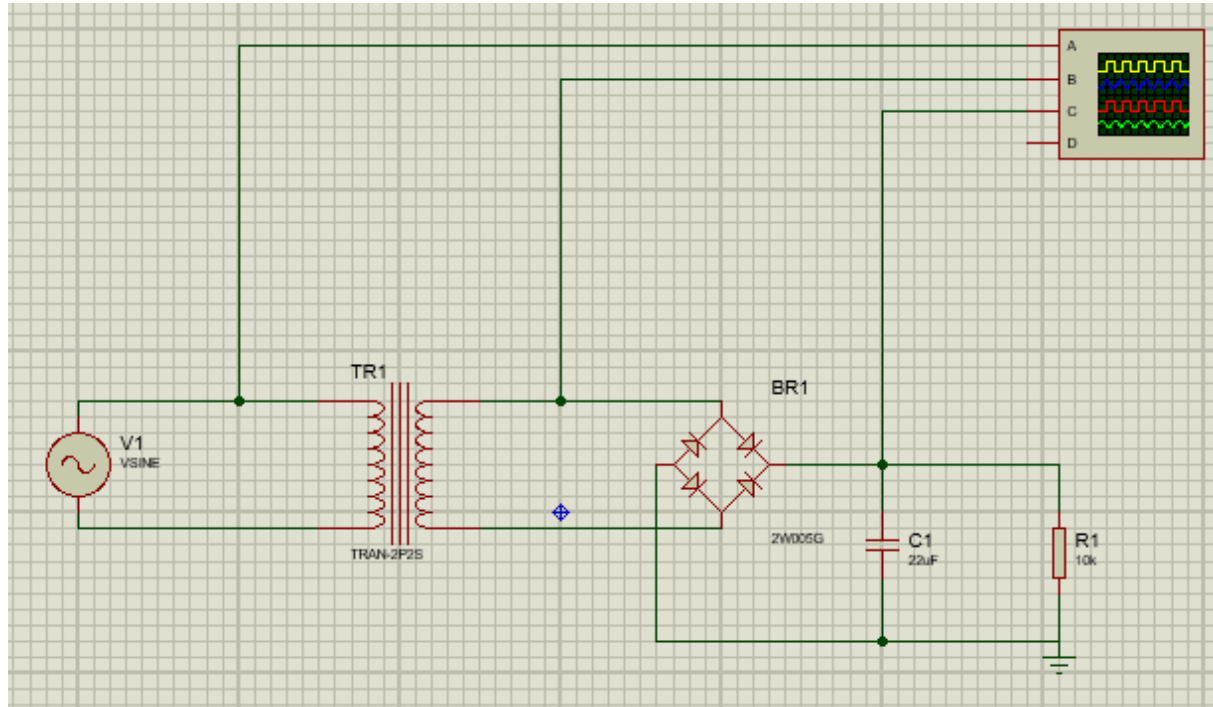 A
B
C
D
TR1
BR1
V1
VSINE
TRAN-2P2S
2W005G
C1
22uF
R1
10k